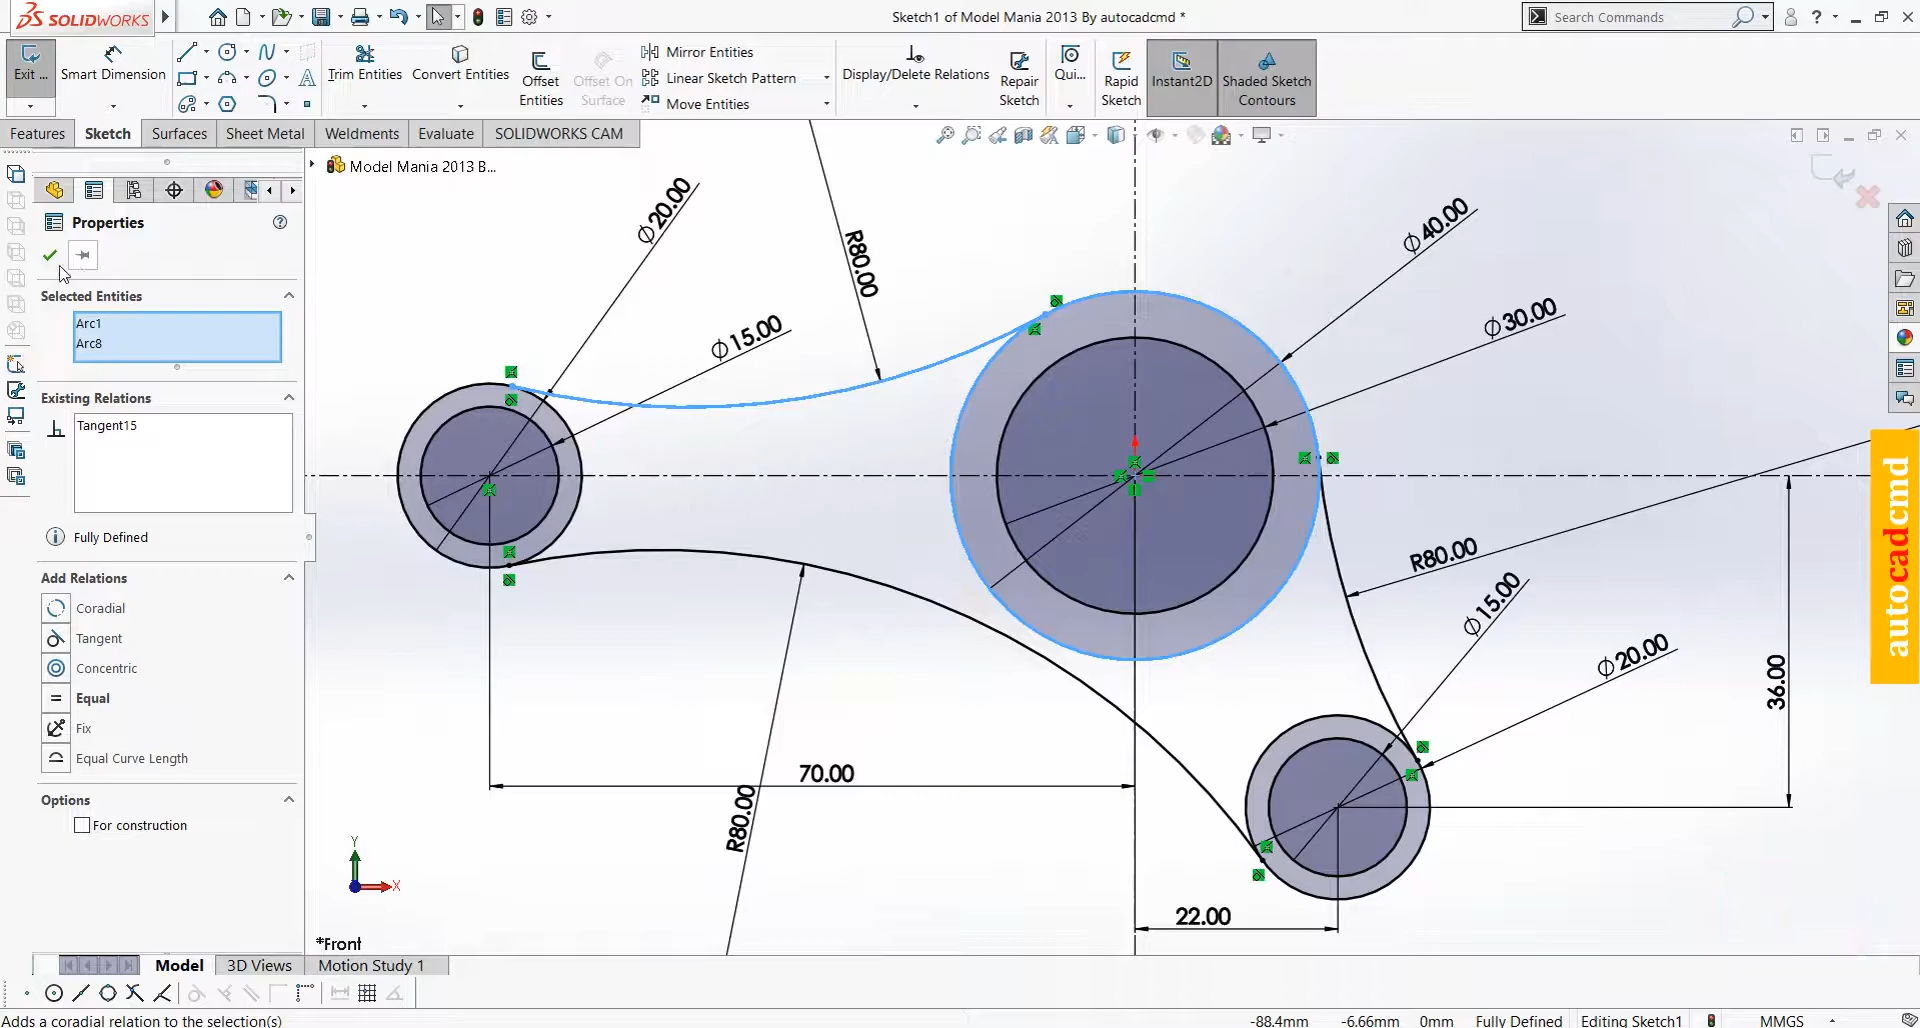 SOLIDWORKS
Sketch1 of Model Mania 2013 By autocadcmd *
Search Commands
Exit ...
Smart Dimension
Trim Entities
Convert Entities
Offset Entities
Offset On Surface
Mirror Entities
Linear Sketch Pattern
Move Entities
Display/Delete Relations
Repair Sketch
Qui...
Rapid Sketch
Instant2D
Shaded Sketch Contours
Features
Sketch
Surfaces
Sheet Metal
Weldments
Evaluate
SOLIDWORKS CAM
Model Mania 2013 B...
Properties
Selected Entities
Arc1
Arc8
Existing Relations
Tangent15
Fully Defined
Add Relations
Coradial
Tangent
Concentric
Equal
Fix
Equal Curve Length
Options
For construction
∅20.00
∅15.00
R80.00
∅40.00
∅30.00
R80.00
∅15.00
∅20.00
36.00
70.00
R80.00
22.00
Y
X
*Front
autocadcmd
Model
3D Views
Motion Study 1
Adds a coradial relation to the selection(s)
-88.4mm
-6.66mm
0mm
Fully Defined
Editing Sketch1
MMGS